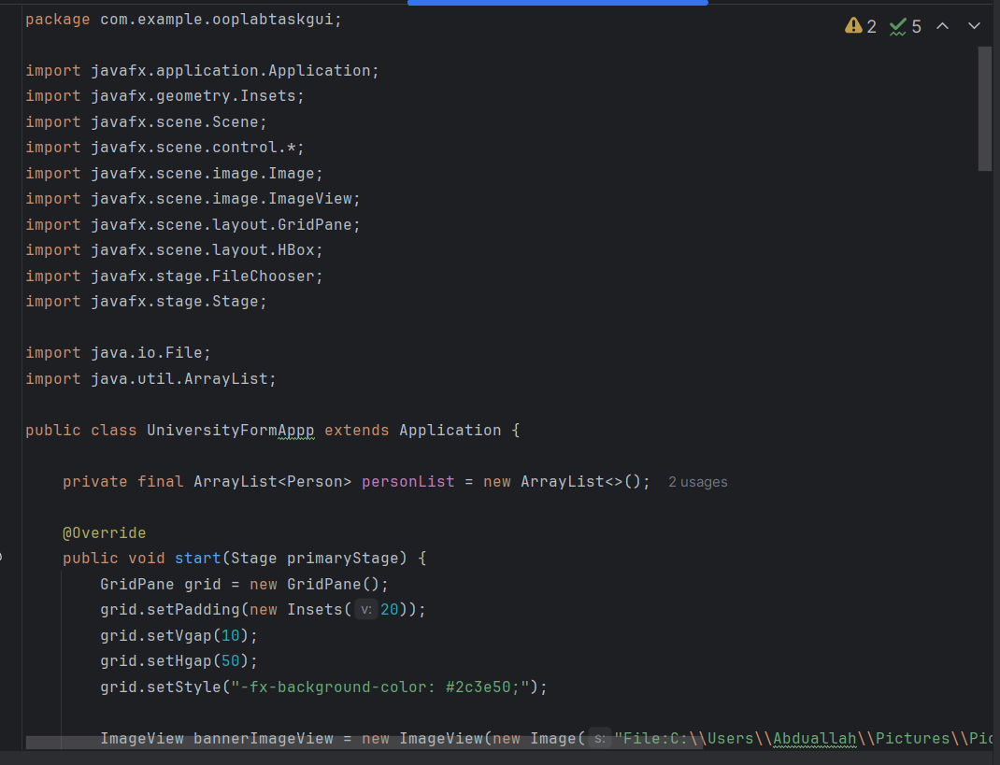 package com.example.ooplabtaskgui;
2 5
import javafx.application.Application;
import javafx.geometry.Insets;
import javafx.scene.Scene;
import javafx.scene.control.*;
import javafx.scene.image.Image;
import javafx.scene.image.ImageView;
import javafx.scene.layout.GridPane;
import javafx.scene.layout.HBox;
import javafx.stage.FileChooser;
import javafx.stage.Stage;
import java.io.File;
import java.util.ArrayList;
public class UniversityFormAppp extends Application {
private final ArrayList<Person> personList = new ArrayList<>(); 2 usages
@Override
public void start(Stage primaryStage) {
GridPane grid = new GridPane();
grid.setPadding(new Insets( v: 20));
grid.setVgap(10);
grid.setHgap(50);
grid.setStyle("-fx-background-color: #2c3e50;");
ImageView bannerImageView = new ImageView(new Image( s: "File:C:\\Users\\Abduallah\\Pictures\\Pic